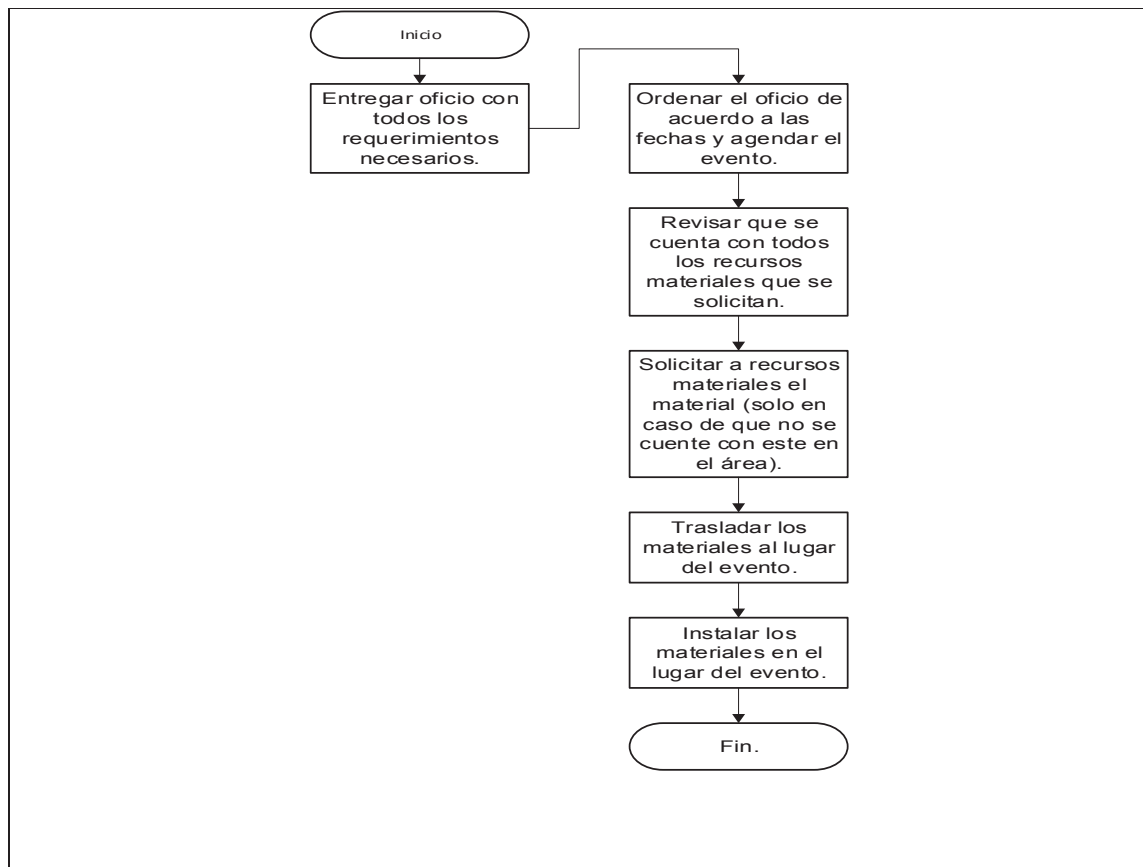 Inicio
Entregar oficio con
todos los
requerimientos
necesarios.
Ordenar el oficio de
acuerdo a las
fechas y agendar el
evento.
Revisar que se
cuenta con todos
los recursos
materiales que se
solicitan.
Solicitar a recursos
materiales el
material (solo en
caso de que no se
cuente con este en
el área).
Trasladar los
materiales al lugar
del evento.
Instalar los
materiales en el
lugar del evento.
Fin.